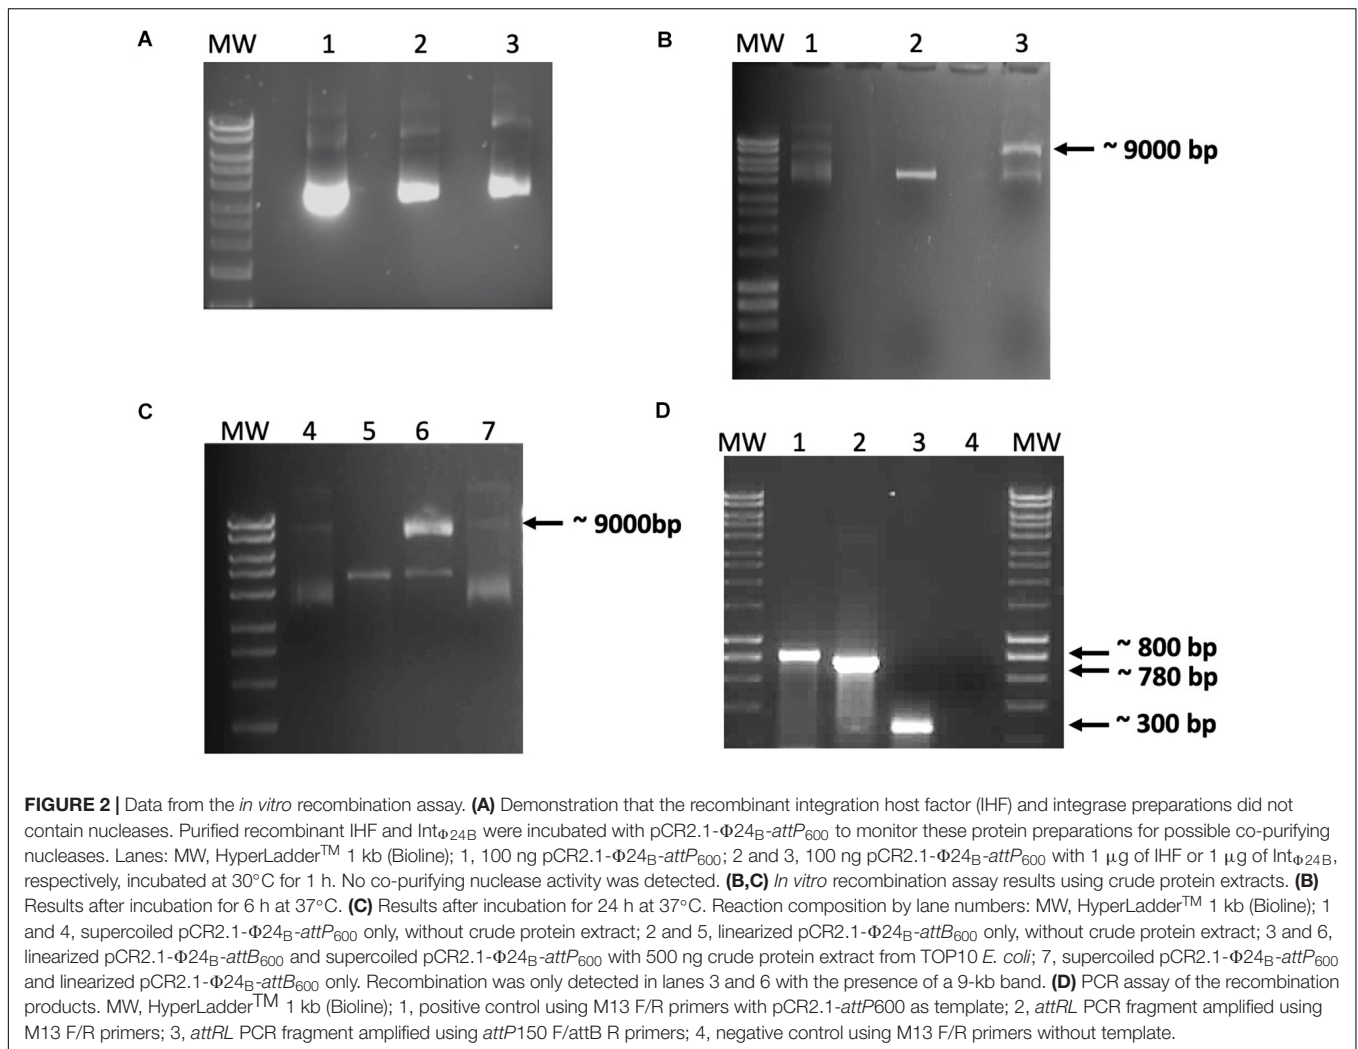 A
MW 1 2 3
B
MW 1 2 3
~ 9000 bp
C
MW 4 5 6 7
~ 9000bp
D
MW 1 2 3 4 MW
~ 800 bp
~ 780 bp
~ 300 bp
FIGURE 2 | Data from the in vitro recombination assay. (A) Demonstration that the recombinant integration host factor (IHF) and integrase preparations did not
contain nucleases. Purified recombinant IHF and IntΦ24B were incubated with pCR2.1-Φ24B-attP600 to monitor these protein preparations for possible co-purifying
nucleases. Lanes: MW, HyperLadder™ 1 kb (Bioline); 1, 100 ng pCR2.1-Φ24B-attP600; 2 and 3, 100 ng pCR2.1-Φ24B-attP600 with 1 μg of IHF or 1 μg of IntΦ24B,
respectively, incubated at 30°C for 1 h. No co-purifying nuclease activity was detected. (B,C) In vitro recombination assay results using crude protein extracts. (B)
Results after incubation for 6 h at 37°C. (C) Results after incubation for 24 h at 37°C. Reaction composition by lane numbers: MW, HyperLadder™ 1 kb (Bioline); 1
and 4, supercoiled pCR2.1-Φ24B-attP600 only, without crude protein extract; 2 and 5, linearized pCR2.1-Φ24B-attB600 only, without crude protein extract; 3 and 6,
linearized pCR2.1-Φ24B-attB600 and supercoiled pCR2.1-Φ24B-attP600 with 500 ng crude protein extract from TOP10 E. coli; 7, supercoiled pCR2.1-Φ24B-attP600
and linearized pCR2.1-Φ24B-attB600 only. Recombination was only detected in lanes 3 and 6 with the presence of a 9-kb band. (D) PCR assay of the recombination
products. MW, HyperLadder™ 1 kb (Bioline); 1, positive control using M13 F/R primers with pCR2.1-attP600 as template; 2, attRL PCR fragment amplified using
M13 F/R primers; 3, attRL PCR fragment amplified using attP150 F/attB R primers; 4, negative control using M13 F/R primers without template.